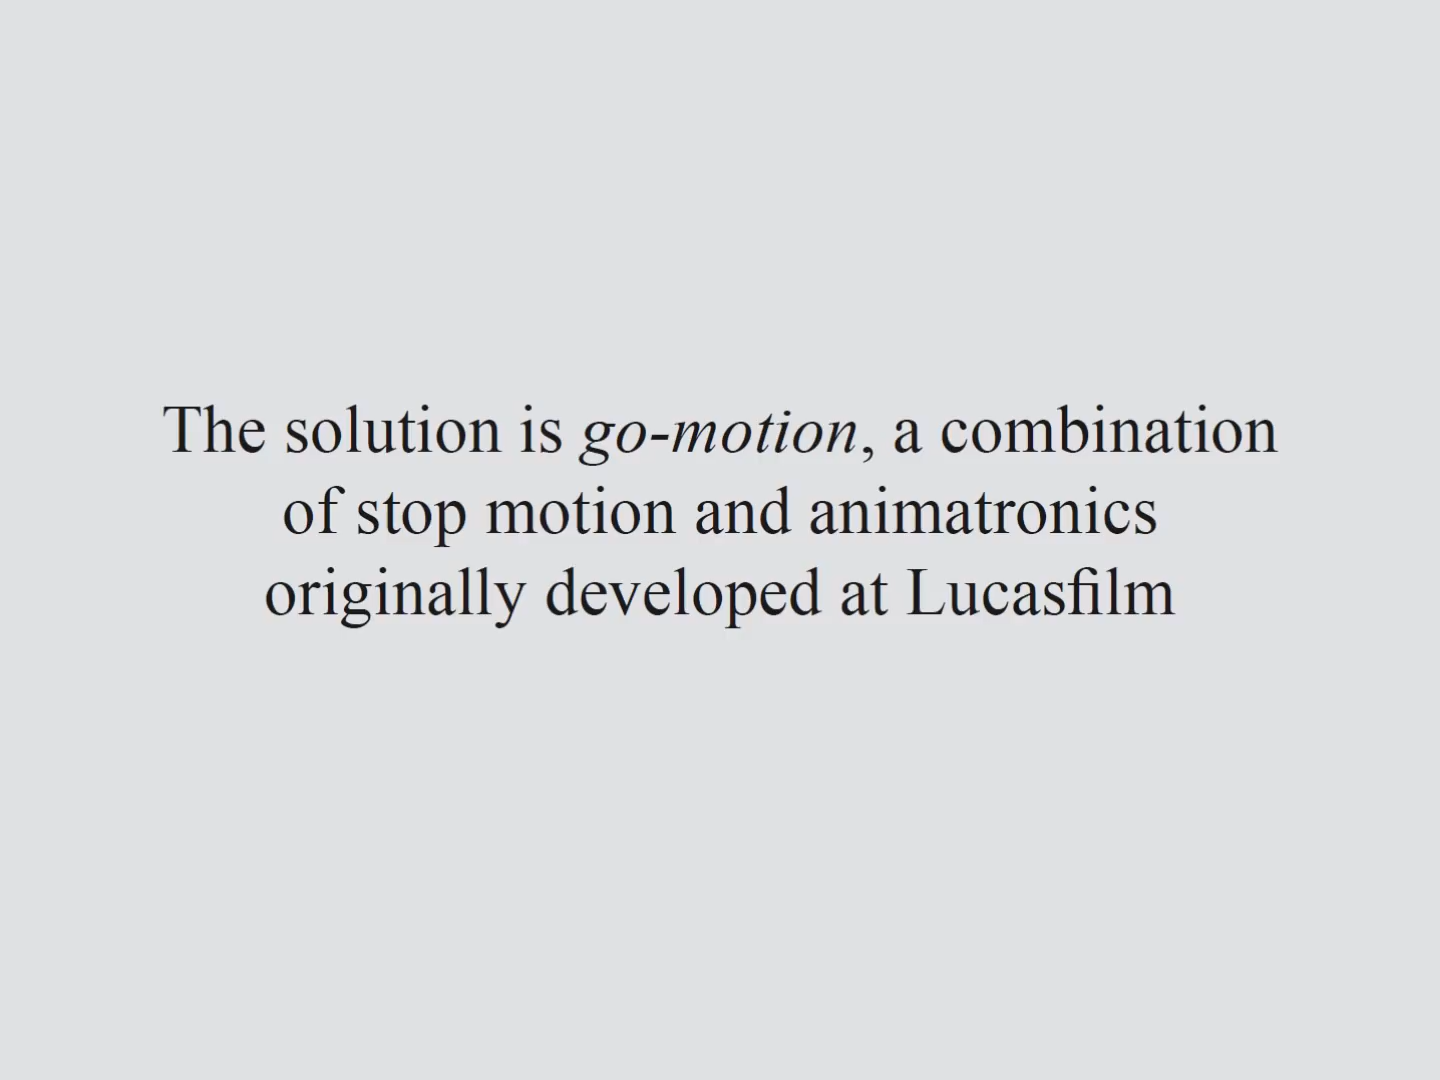 The solution is go-motion, a combination
of stop motion and animatronics
originally developed at Lucasfilm